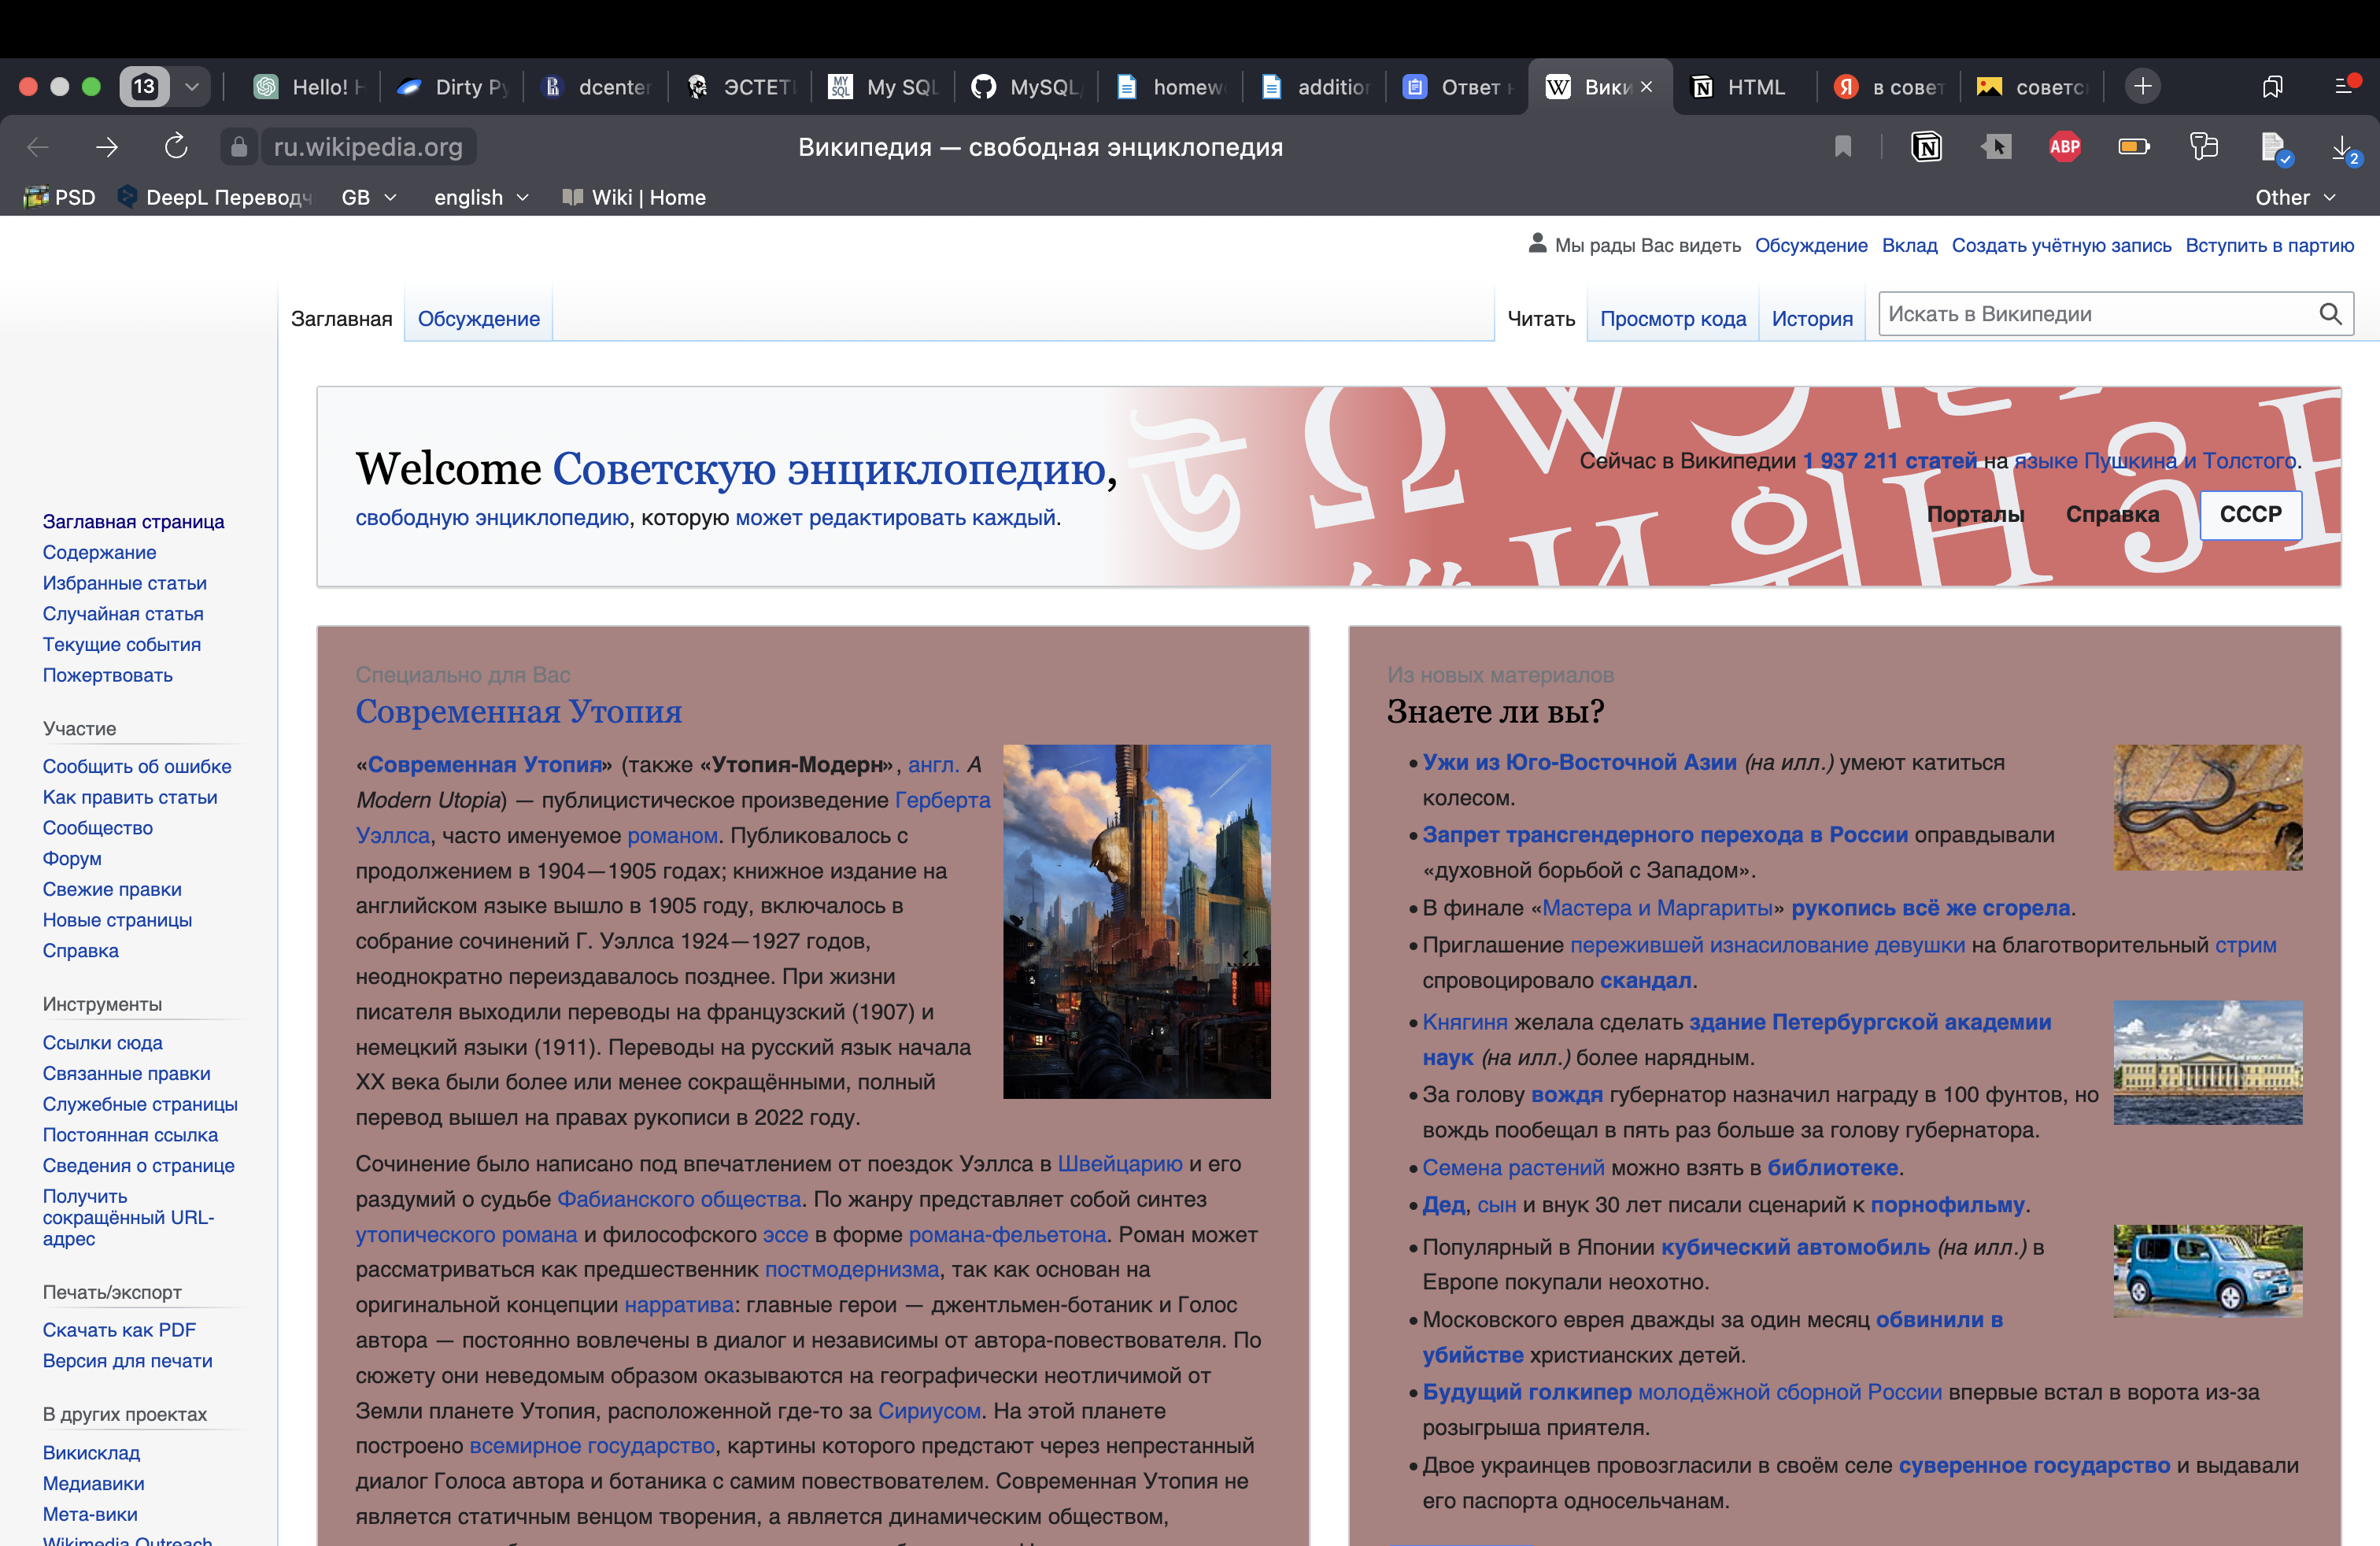 13
Hello! H
Dirty Py
dcenter
ЭСТЕТ
MY SQL
My SQL
MySQL/
homew
addition
Ответ н
W
Вики
HTML
Я
в совет
советс
ru.wikipedia.org
Википедия — свободная энциклопедия
ABP
2
PSD
DeepL Переводч
GB
english
Wiki | Home
Other
Мы рады Вас видеть Обсуждение Вклад Создать учётную запись Вступить в партию
Заглавная
Обсуждение
Читать
Просмотр кода
История
Искать в Википедии
Welcome Советскую энциклопедию,
свободную энциклопедию, которую может редактировать каждый.
Сейчас в Википедии 1 937 211 статей на языке Пушкина и Толстого.
Порталы Справка СССР
Заглавная страница
Содержание
Избранные статьи
Случайная статья
Текущие события
Пожертвовать
Участие
Сообщить об ошибке
Как править статьи
Сообщество
Форум
Свежие правки
Новые страницы
Справка
Инструменты
Ссылки сюда
Связанные правки
Служебные страницы
Постоянная ссылка
Сведения о странице
Получить
сокращённый URL-
адрес
Печать/экспорт
Скачать как PDF
Версия для печати
В других проектах
Викисклад
Медиавики
Мета-вики
Wikimedia Outreach
Специально для Вас
Современная Утопия
«Современная Утопия» (также «Утопия-Модерн», англ. A
Modern Utopia) — публицистическое произведение Герберта
Уэллса, часто именуемое романом. Публиковалось с
продолжением в 1904—1905 годах; книжное издание на
английском языке вышло в 1905 году, включалось в
собрание сочинений Г. Уэллса 1924—1927 годов,
неоднократно переиздавалось позднее. При жизни
писателя выходили переводы на французский (1907) и
немецкий языки (1911). Переводы на русский язык начала
XX века были более или менее сокращёнными, полный
перевод вышел на правах рукописи в 2022 году.
Сочинение было написано под впечатлением от поездок Уэллса в Швейцарию и его
раздумий о судьбе Фабианского общества. По жанру представляет собой синтез
утопического романа и философского эссе в форме романа-фельетона. Роман может
рассматриваться как предшественник постмодернизма, так как основан на
оригинальной концепции нарратива: главные герои — джентльмен-ботаник и Голос
автора — постоянно вовлечены в диалог и независимы от автора-повествователя. По
сюжету они неведомым образом оказываются на географически неотличимой от
Земли планете Утопия, расположенной где-то за Сириусом. На этой планете
построено всемирное государство, картины которого предстают через непрестанный
диалог Голоса автора и ботаника с самим повествователем. Современная Утопия не
является статичным венцом творения, а является динамическим обществом,
Из новых материалов
Знаете ли вы?
• Ужи из Юго-Восточной Азии (на илл.) умеют катиться
колесом.
• Запрет трансгендерного перехода в России оправдывали
«духовной борьбой с Западом».
• В финале «Мастера и Маргариты» рукопись всё же сгорела.
• Приглашение пережившей изнасилование девушки на благотворительный стрим
спровоцировало скандал.
• Княгиня желала сделать здание Петербургской академии
наук (на илл.) более нарядным.
• За голову вождя губернатор назначил награду в 100 фунтов, но
вождь пообещал в пять раз больше за голову губернатора.
• Семена растений можно взять в библиотеке.
• Дед, сын и внук 30 лет писали сценарий к порнофильму.
• Популярный в Японии кубический автомобиль (на илл.) в
Европе покупали неохотно.
• Московского еврея дважды за один месяц обвинили в
убийстве христианских детей.
• Будущий голкипер молодёжной сборной России впервые встал в ворота из-за
розыгрыша приятеля.
• Двое украинцев провозгласили в своём селе суверенное государство и выдавали
его паспорта односельчанам.